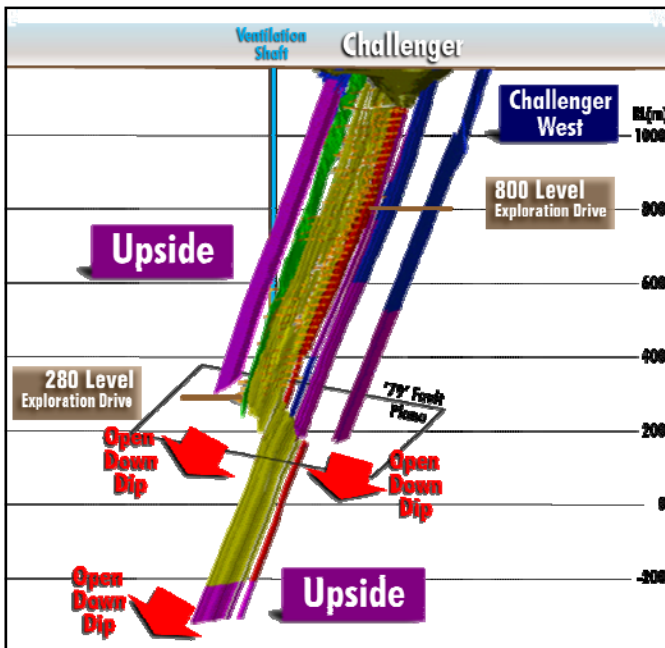 Ventilation
Shaft
Challenger
RL(m)
Challenger
West
1000
800 Level
Exploration Drive
800
Upside
600
400
280 Level
Exploration Drive
'79' Fault
Plane
200
Open
Down
Dip
Open
Down
Dip
0
-200
Open
Down
Dip
Upside